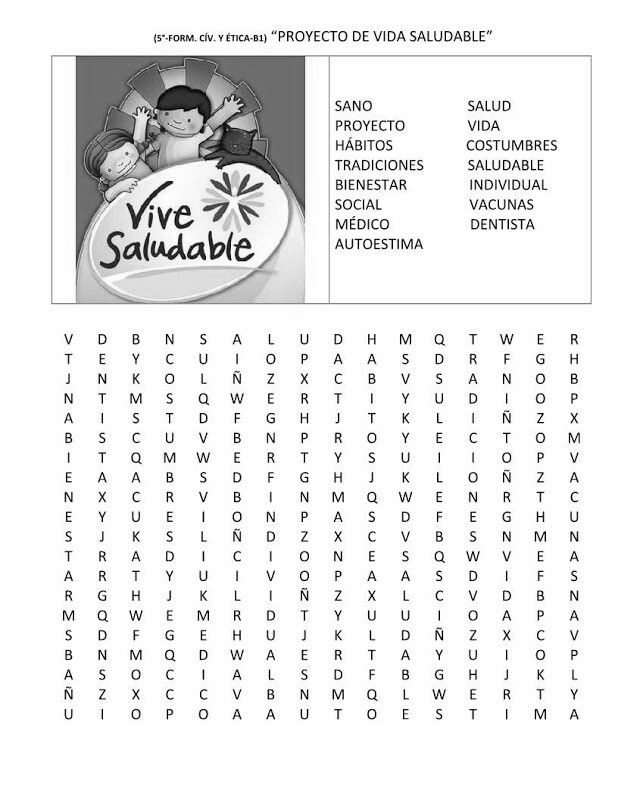 (5°-FORM. CÍV. Y ÉTICA-B1) “PROYECTO DE VIDA SALUDABLE”
Vive
Saludable
SANO SALUD
PROYECTO VIDA
HÁBITOS COSTUMBRES
TRADICIONES SALUDABLE
BIENESTAR INDIVIDUAL
SOCIAL VACUNAS
MÉDICO DENTISTA
AUTOESTIMA
V D B N S A L U D H M Q T W E R
T E Y C U I O P A A S D R F G H
J N K O L Ñ Z X C B V S A N O B
N T M S Q W E R T I Y U D I O P
A I S T D F G H J T K L I Ñ Z X
B S C U V B N P R O Y E C T O M
I T Q M W E R T Y S U I I O P V
E A A B S D F G H J K L O Ñ Z A
N X C R V B I N M Q W E N R T C
E Y U E I O N P A S D F E G H U
S J K S L Ñ D Z X C V B S N M N
T R A D I C I O N E S Q W V E A
A R T Y U I V O P A A S D I F S
R G H J K L I Ñ Z X L C V D B N
M Q W E M R D T Y U U I O A P A
S D F G E H U J K L D Ñ Z X C V
B N M Q D W A E R T A Y U I O P
A S O C I A L S D F B G H J K L
Ñ Z X C C V B N M Q L W E R T Y
U I O P O A A U T O E S T I M A